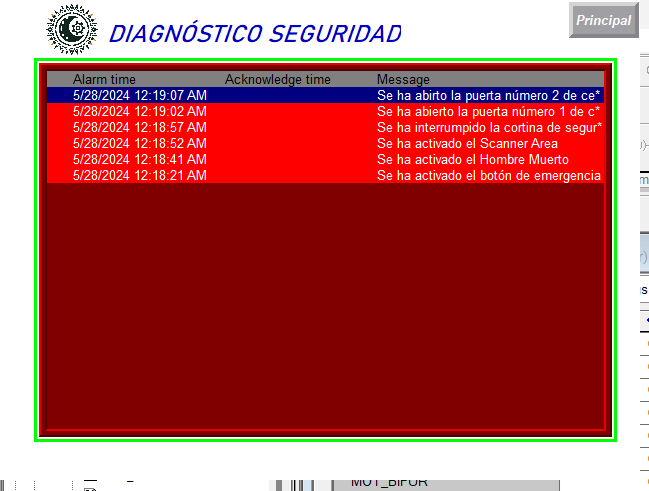 DIAGNÓSTICO SEGURIDAD
Principal
Alarm time Acknowledge time Message
5/28/2024 12:19:07 AM Se ha abirto la puerta número 2 de ce*
5/28/2024 12:19:02 AM Se ha abierto la puerta número 1 de c*
5/28/2024 12:18:57 AM Se ha interrumpido la cortina de segur*
5/28/2024 12:18:52 AM Se ha activado el Scanner Area
5/28/2024 12:18:41 AM Se ha activado el Hombre Muerto
5/28/2024 12:18:21 AM Se ha activado el botón de emergencia
MOT_BIFUR